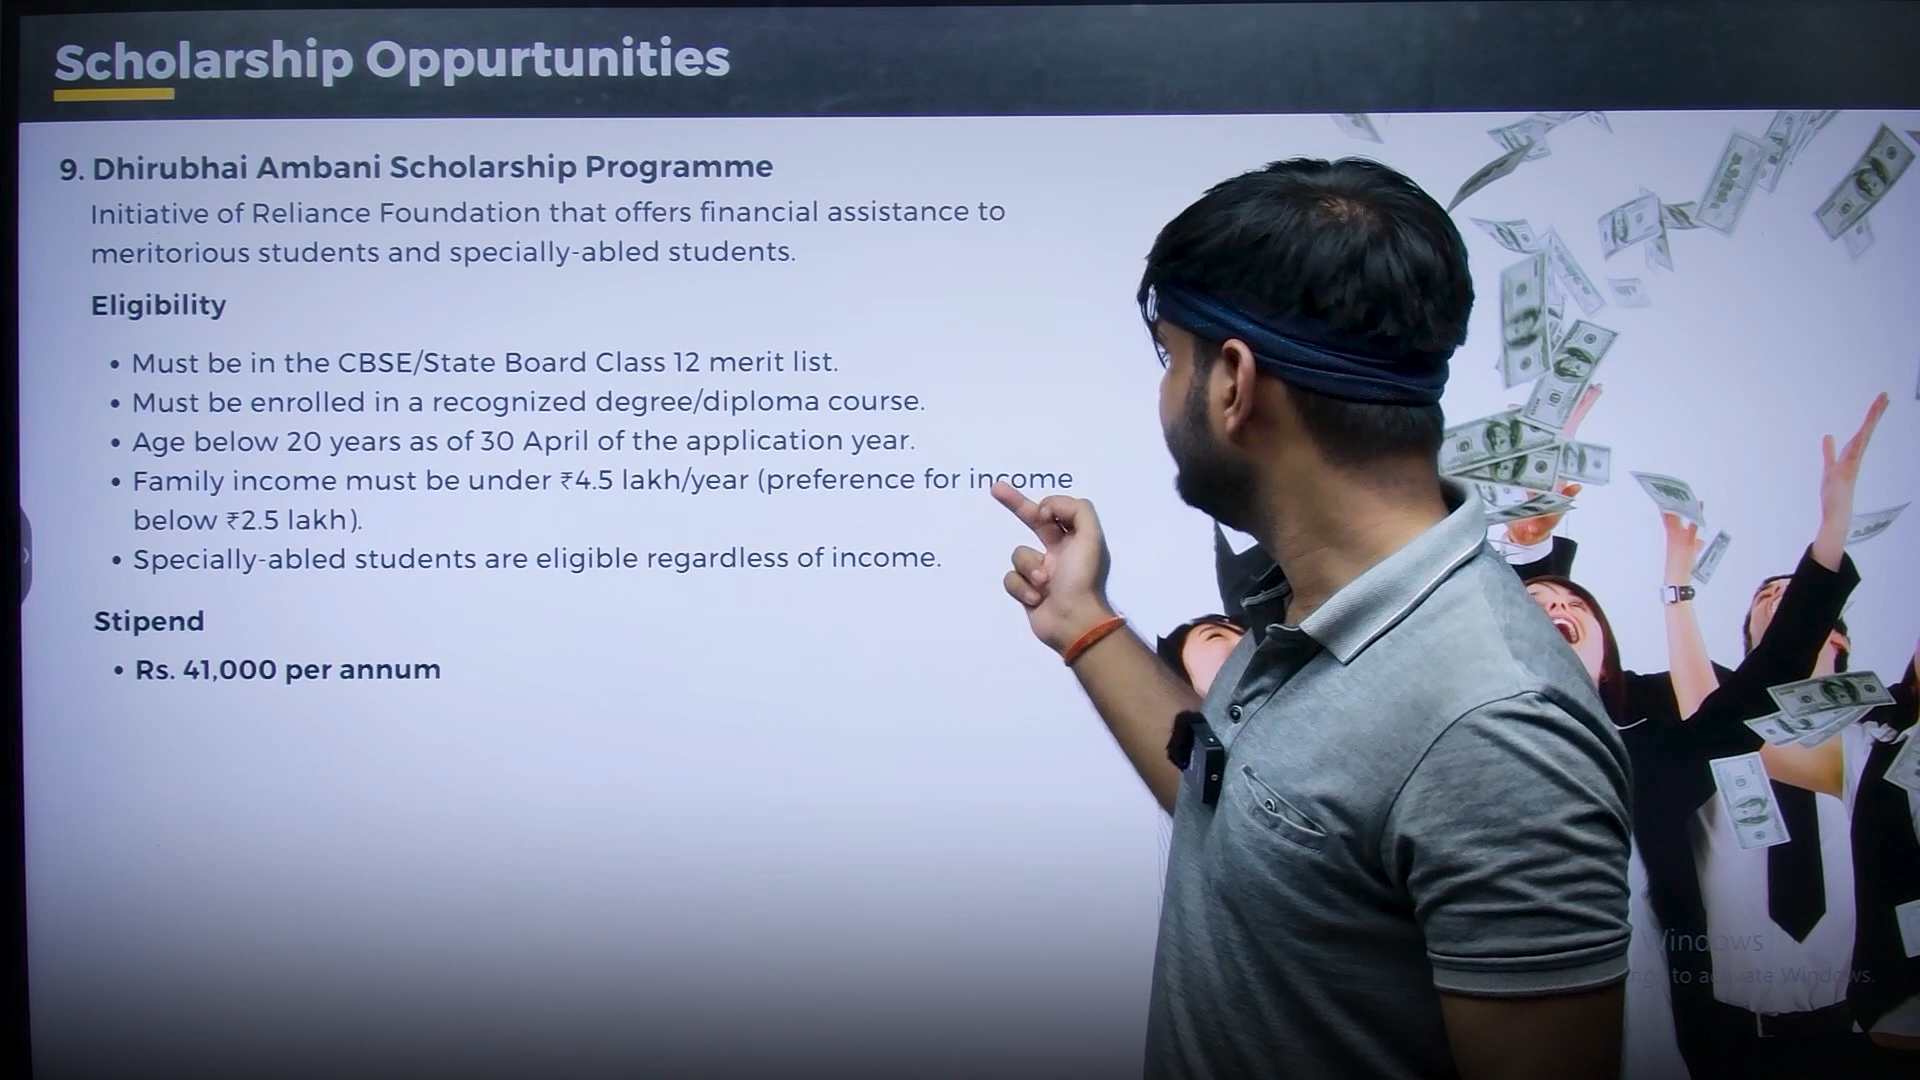 Scholarship Oppurtunities
9. Dhirubhai Ambani Scholarship Programme
Initiative of Reliance Foundation that offers financial assistance to
meritorious students and specially-abled students.
Eligibility
• Must be in the CBSE/State Board Class 12 merit list.
• Must be enrolled in a recognized degree/diploma course.
• Age below 20 years as of 30 April of the application year.
• Family income must be under ₹4.5 lakh/year (preference for income
below ₹2.5 lakh).
• Specially-abled students are eligible regardless of income.
Stipend
• Rs. 41,000 per annum
Windows
to activate Windows.